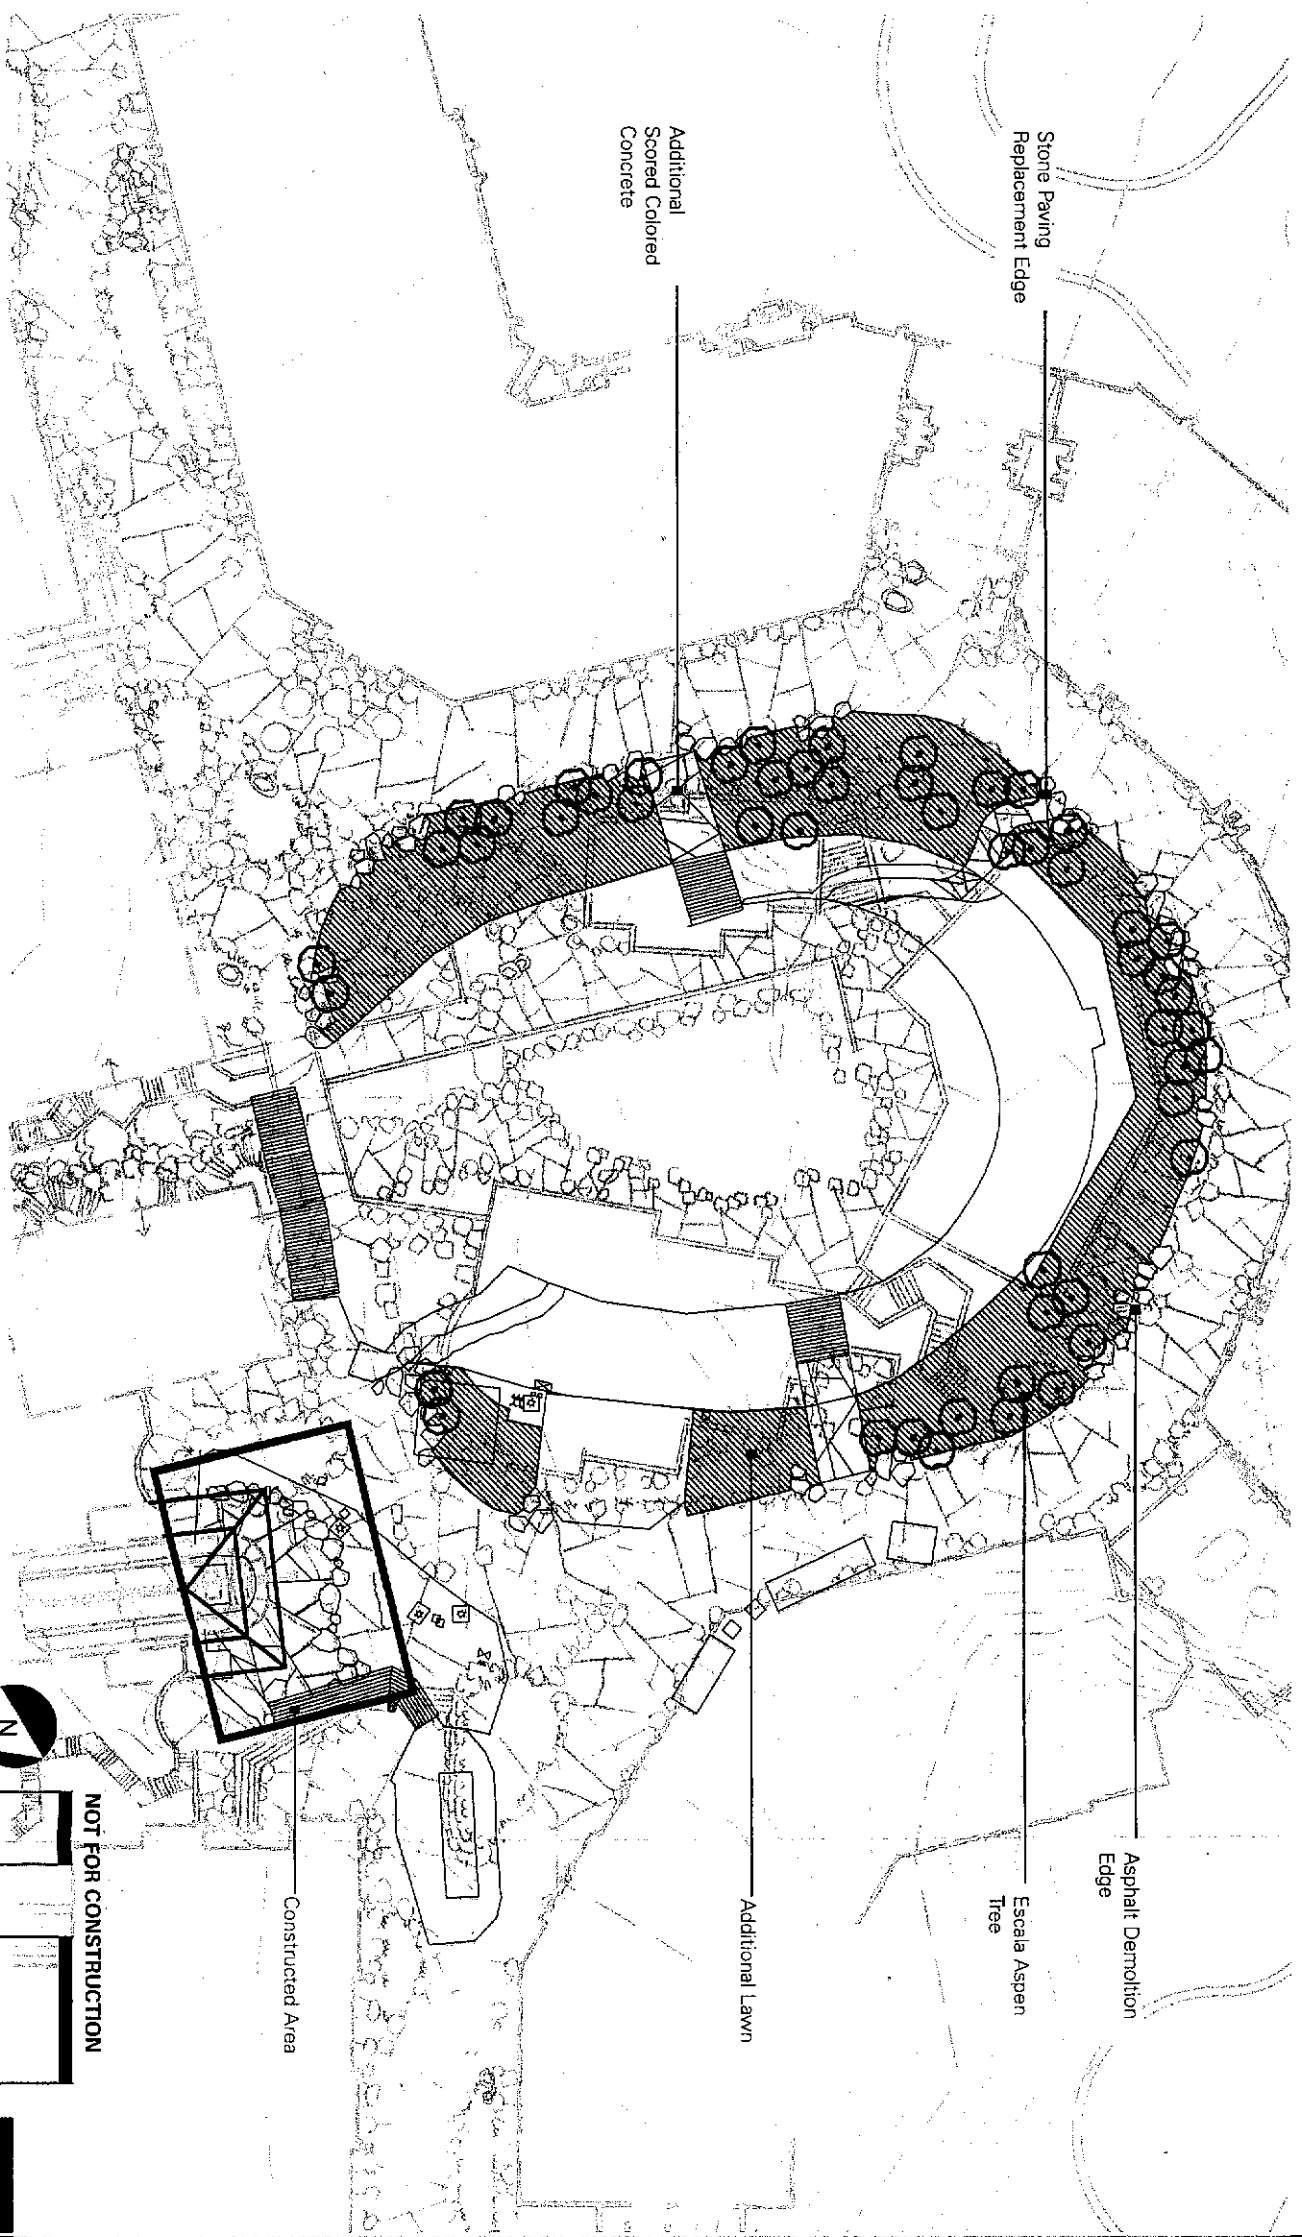 Stone Paving
Replacement Edge
Additional
Scored Colored
Concrete
Asphalt Demoltion
Edge
Escala Aspen
Tree
Additional Lawn
Constructed Area
NOT FOR CONSTRUCTION
N